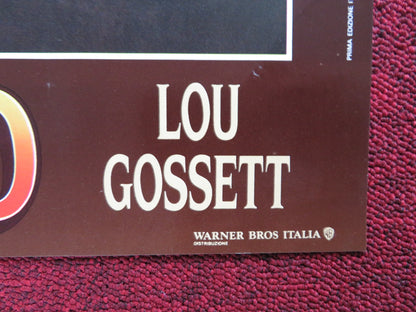 PRIMA EDIZIONE
LOU
GOSSETT
WARNER BROS ITALIA
DISTRIBUZIONE